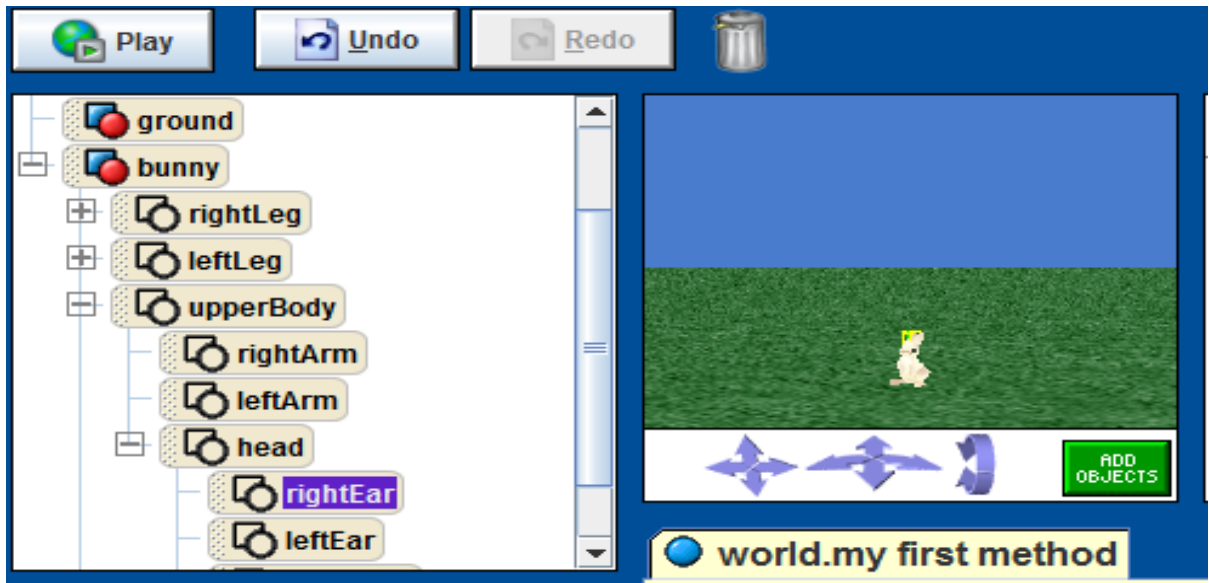 Play Undo Redo
ground
bunny
rightLeg
leftLeg
upperBody
rightArm
leftArm
head
rightEar
leftEar
ADD
OBJECTS
world.my first method